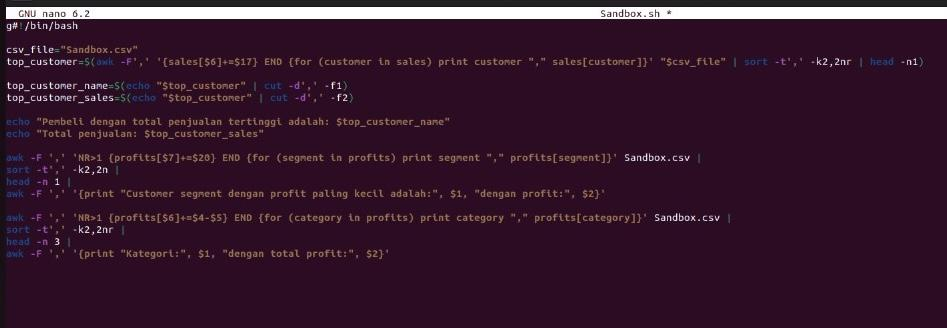 GNU nano 6.2 Sandbox.sh *
g#!/bin/bash
csv_file="Sandbox.csv"
top_customer=$(awk -F',' '{sales[$6]+=$17} END {for (customer in sales) print customer "," sales[customer]}' "$csv_file" | sort -t',' -k2,2nr | head -n1)
top_customer_name=$(echo "$top_customer" | cut -d',' -f1)
top_customer_sales=$(echo "$top_customer" | cut -d',' -f2)
echo "Pembeli dengan total penjualan tertinggi adalah: $top_customer_name"
echo "Total penjualan: $top_customer_sales"
awk -F ',' 'NR>1 {profits[$7]+=$20} END {for (segment in profits) print segment "," profits[segment]}' Sandbox.csv |
sort -t',' -k2,2n |
head -n 1 |
awk -F ',' '{print "Customer segment dengan profit paling kecil adalah:", $1, "dengan profit:", $2}'
awk -F ',' 'NR>1 {profits[$6]+=$4-$5} END {for (category in profits) print category "," profits[category]}' Sandbox.csv |
sort -t',' -k2,2nr |
head -n 3 |
awk -F ',' '{print "Kategori:", $1, "dengan total profit:", $2}'